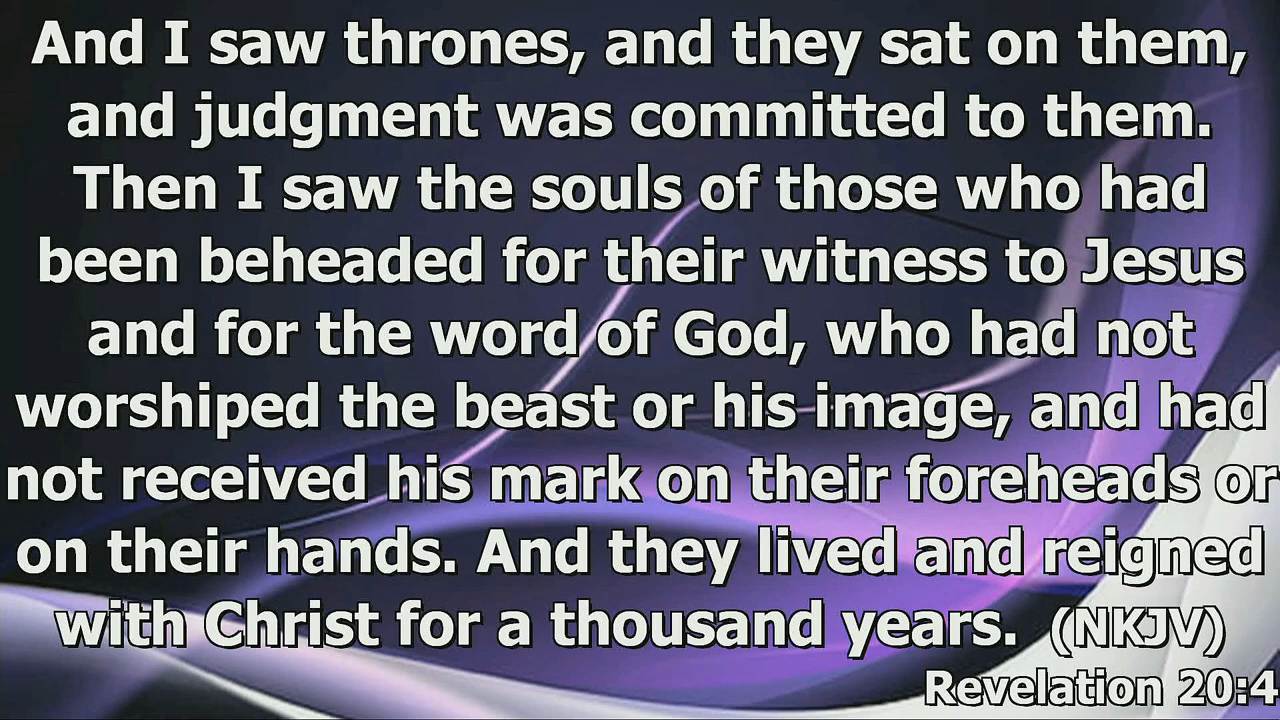 And I saw thrones, and they sat on them,
and judgment was committed to them.
Then I saw the souls of those who had
been beheaded for their witness to Jesus
and for the word of God, who had not
worshiped the beast or his image, and had
not received his mark on their foreheads or
on their hands. And they lived and reigned
with Christ for a thousand years. (NKJV)
Revelation 20:4